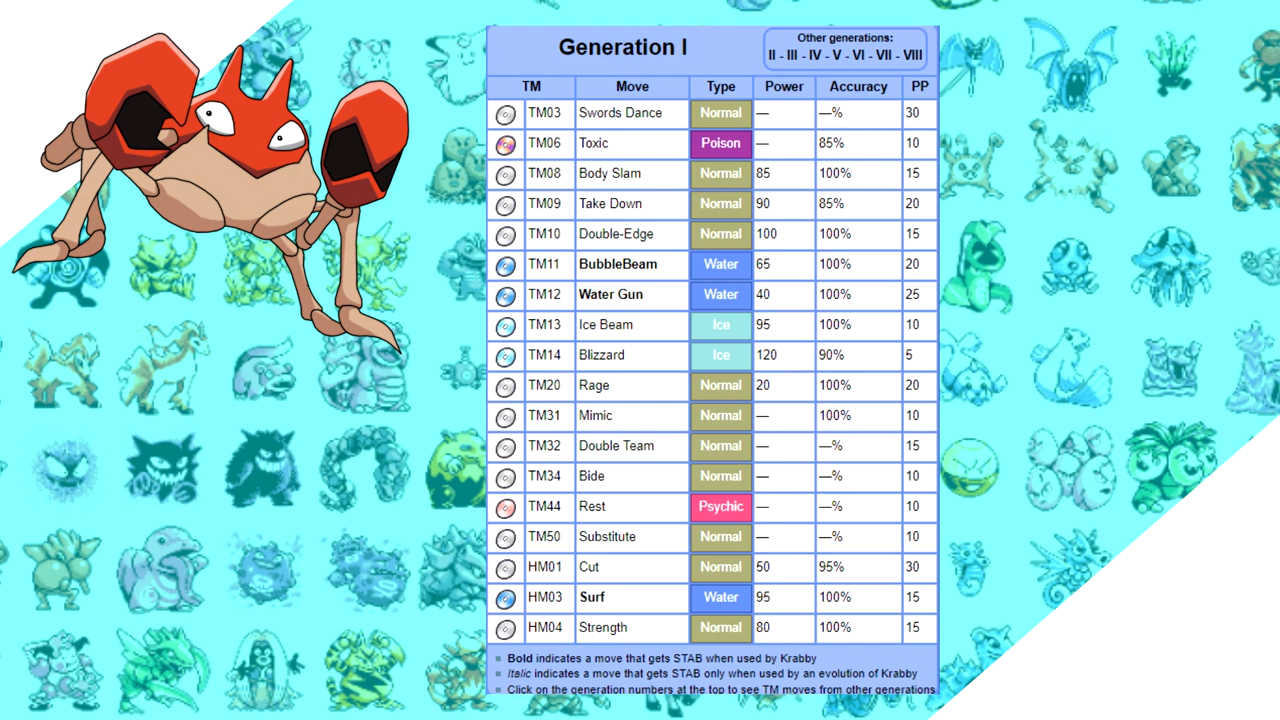 Generation I
Other generations:
II - III - IV - V - VI - VII - VIII
TM Move Type Power Accuracy PP
TM03 Swords Dance Normal — —% 30
TM06 Toxic Poison — 85% 10
TM08 Body Slam Normal 85 100% 15
TM09 Take Down Normal 90 85% 20
TM10 Double-Edge Normal 100 100% 15
TM11 BubbleBeam Water 65 100% 20
TM12 Water Gun Water 40 100% 25
TM13 Ice Beam Ice 95 100% 10
TM14 Blizzard Ice 120 90% 5
TM20 Rage Normal 20 100% 20
TM31 Mimic Normal — 100% 10
TM32 Double Team Normal — —% 15
TM34 Bide Normal — —% 10
TM44 Rest Psychic — —% 10
TM50 Substitute Normal — —% 10
HM01 Cut Normal 50 95% 30
HM03 Surf Water 95 100% 15
HM04 Strength Normal 80 100% 15
Bold indicates a move that gets STAB when used by Krabby
Italic indicates a move that gets STAB only when used by an evolution of Krabby
Click on the generation numbers at the top to see TM moves from other generations